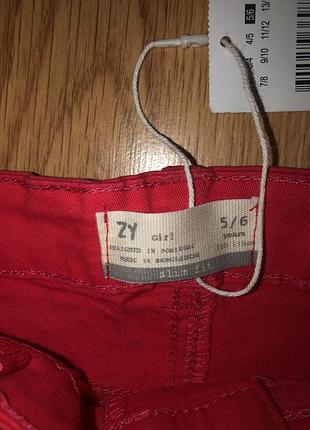 4/5
5/6
7/8 9/10 11/12 13/
ZY Girl 5/6
years
DESIGNED IN PORTUGAL
MADE IN BANGLADESH
slim fit